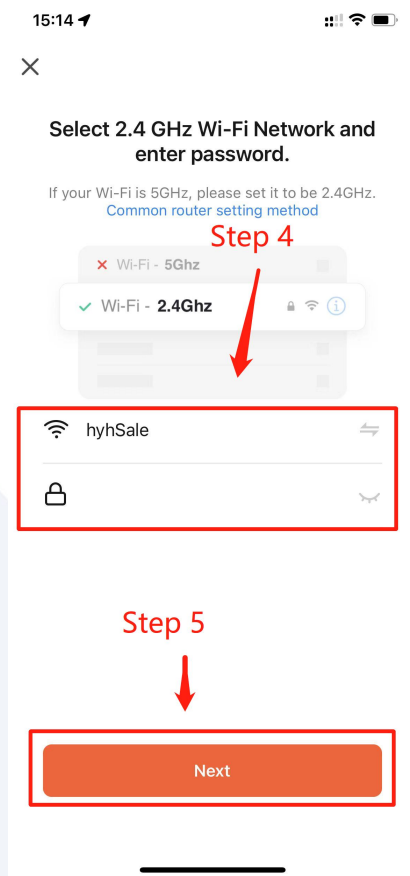 15:14
Select 2.4 GHz Wi-Fi Network and
enter password.
If your Wi-Fi is 5GHz, please set it to be 2.4GHz.
Common router setting method
Step 4
Wi-Fi - 5Ghz
Wi-Fi - 2.4Ghz
hyhSale
Step 5
Next